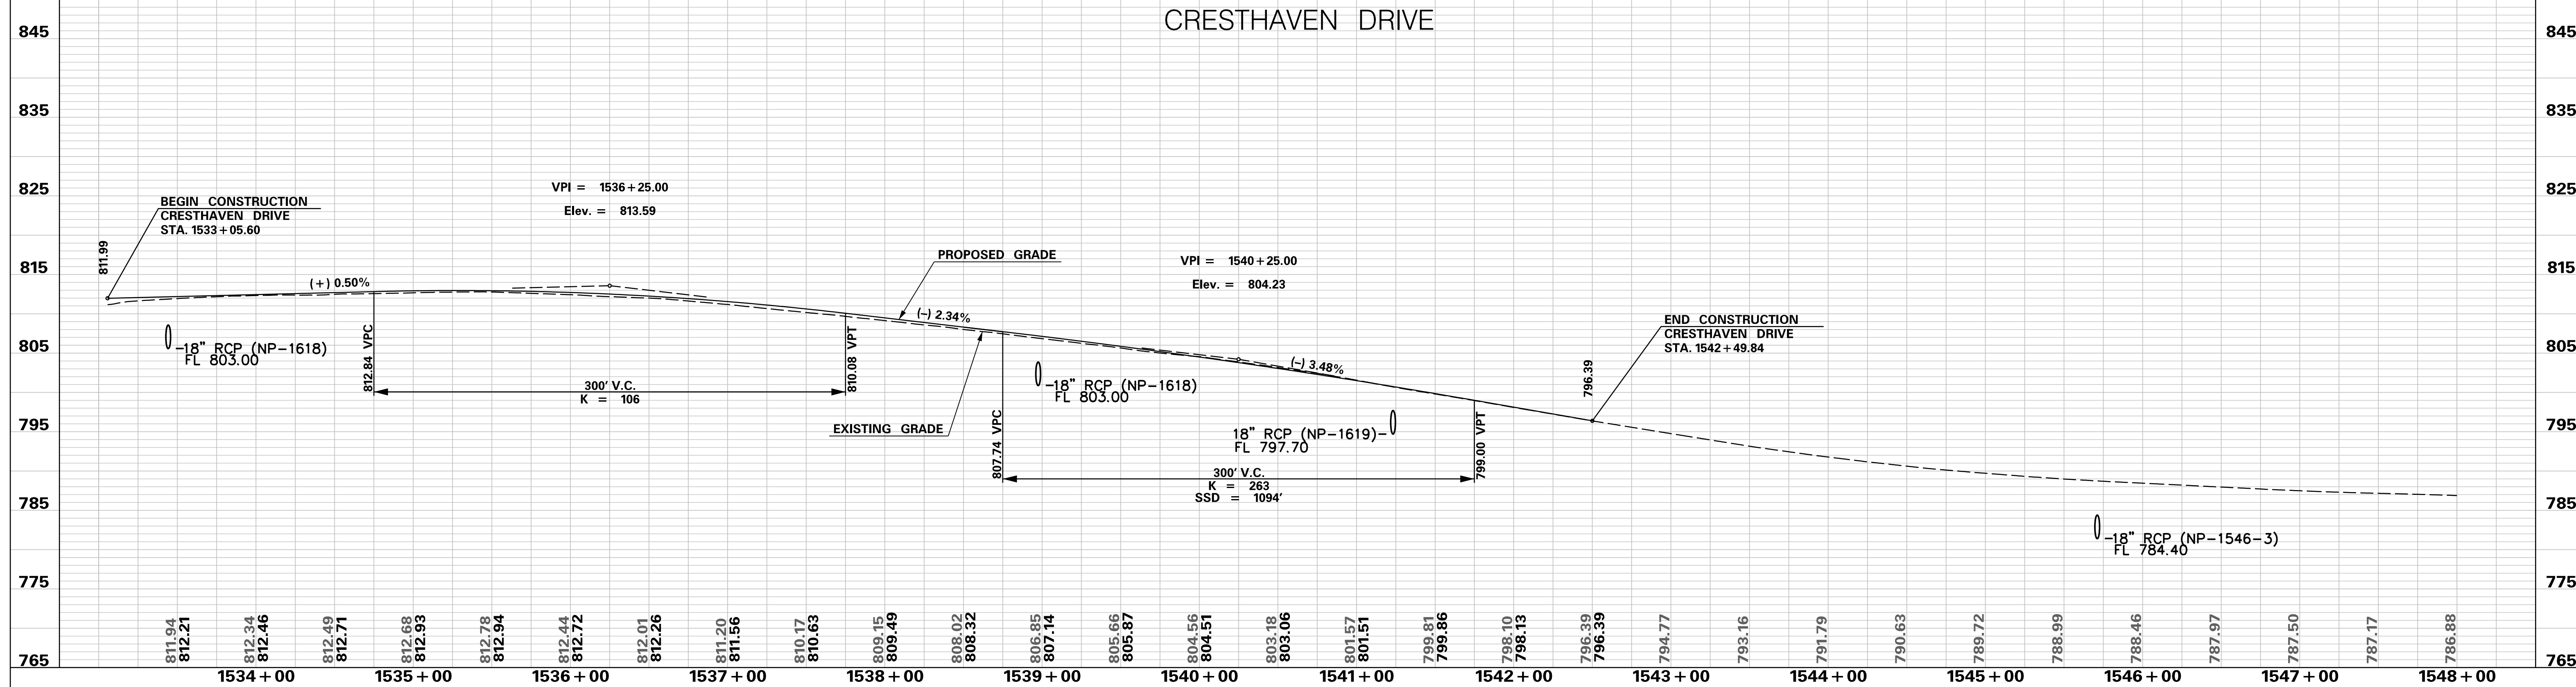 CRESTHAVEN DRIVE
845
845
835
835
825
825
815
815
805
805
795
795
785
785
775
775
765
765
BEGIN CONSTRUCTION
CRESTHAVEN DRIVE
STA. 1533+05.60
811.99
VPI = 1536+25.00
Elev. = 813.59
(+) 0.50%
-18" RCP (NP-1618)
FL 803.00
812.84 VPC
810.08 VPT
300' V.C.
K = 106
PROPOSED GRADE
(-) 2.34%
EXISTING GRADE
VPI = 1540+25.00
Elev. = 804.23
-18" RCP (NP-1618)
FL 803.00
(-) 3.48%
18" RCP (NP-1619)-
FL 797.70
807.74 VPC
799.00 VPT
300' V.C.
K = 263
SSD = 1094'
796.39
END CONSTRUCTION
CRESTHAVEN DRIVE
STA. 1542+49.84
-18" RCP (NP-1546-3)
FL 784.40
811.94
812.21
812.34
812.46
812.49
812.71
812.68
812.93
812.78
812.94
812.44
812.72
812.01
812.26
811.20
811.56
810.17
810.63
809.15
809.49
808.02
808.32
806.85
807.14
805.66
805.87
804.56
804.51
803.18
803.06
801.57
801.51
799.81
799.86
798.10
798.13
796.39
796.39
794.77
793.16
791.79
790.63
789.72
788.99
788.46
787.97
787.50
787.17
786.88
1534+00
1535+00
1536+00
1537+00
1538+00
1539+00
1540+00
1541+00
1542+00
1543+00
1544+00
1545+00
1546+00
1547+00
1548+00